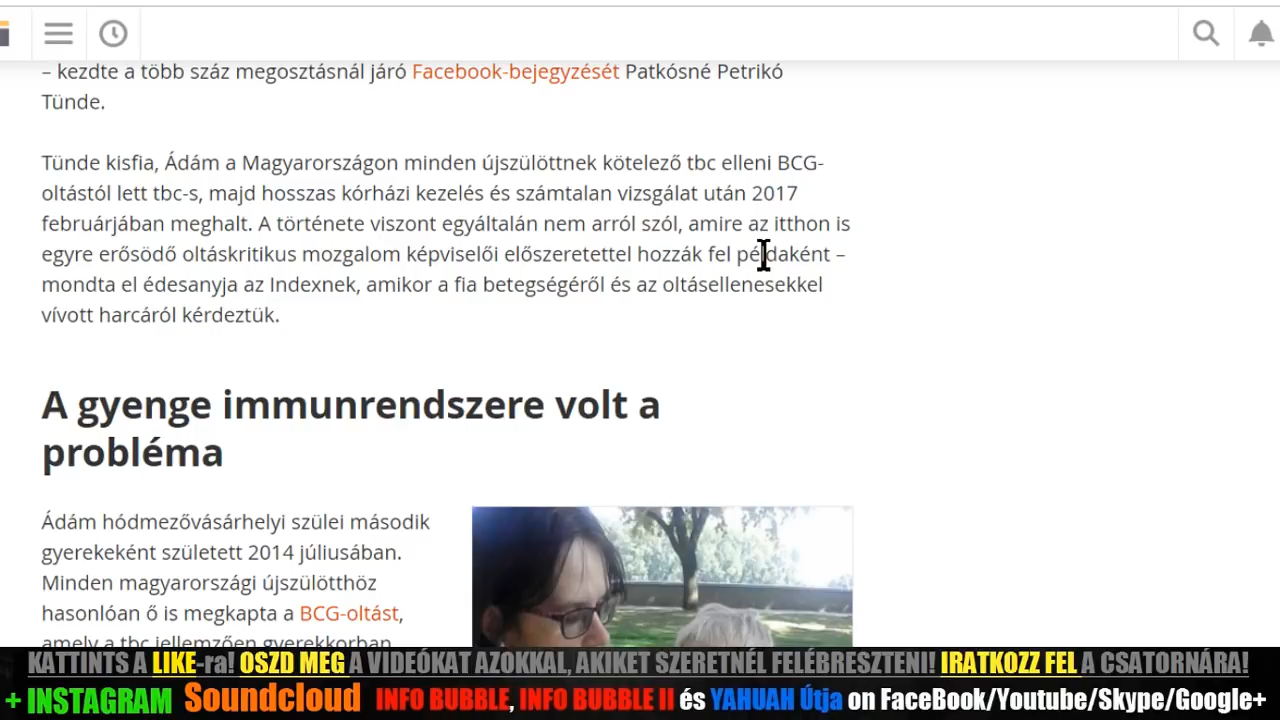 – kezdte a több száz megosztásnál járó Facebook-bejegyzését Patkósné Petrikó
Tünde.
Tünde kisfia, Ádám a Magyarországon minden újszülöttnek kötelező tbc elleni BCG-
oltástól lett tbc-s, majd hosszas kórházi kezelés és számtalan vizsgálat után 2017
februárjában meghalt. A története viszont egyáltalán nem arról szól, amire az itthon is
egyre erősödő oltáskritikus mozgalom képviselői előszeretettel hozzák fel példaként –
mondta el édesanyja az Indexnek, amikor a fia betegségéről és az oltásellenesekkel
vívott harcáról kérdeztük.
A gyenge immunrendszere volt a
probléma
Ádám hódmezővásárhelyi szülei második
gyerekeként született 2014 júliusában.
Minden magyarországi újszülötthöz
hasonlóan ő is megkapta a BCG-oltást,
amely a tbc jellemzően gyerekkorban
KATTINTS A LIKE-ra! OSZD MEG A VIDEÓKAT AZOKKAL, AKIKET SZERETNÉL FELÉBRESZTENI! IRATKOZZ FEL A CSATORNÁRA!
+ INSTAGRAM Soundcloud INFO BUBBLE, INFO BUBBLE II és YAHUAH Útja on FaceBook/Youtube/Skype/Google+